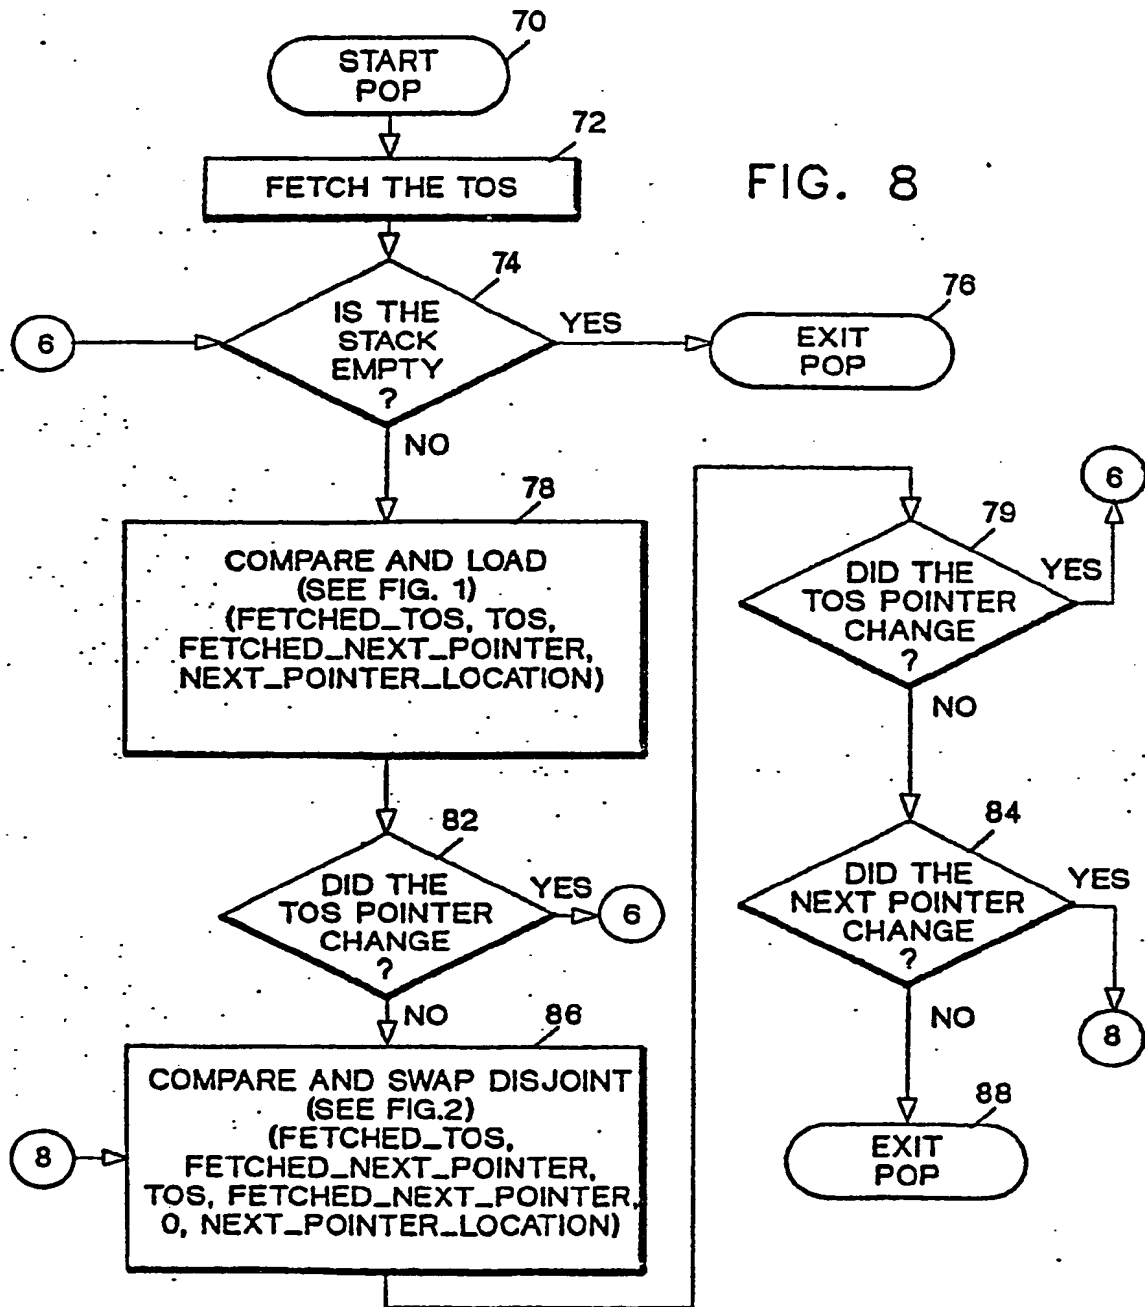 70
START
POP
72
FETCH THE TOS
FIG. 8
74
IS THE
STACK
EMPTY
?
6
YES
76
EXIT
POP
NO
78
COMPARE AND LOAD
(SEE FIG. 1)
(FETCHED_TOS, TOS,
FETCHED_NEXT_POINTER,
NEXT_POINTER_LOCATION)
82
DID THE
TOS POINTER
CHANGE
?
YES
6
NO
86
COMPARE AND SWAP DISJOINT
(SEE FIG.2)
(FETCHED_TOS,
FETCHED_NEXT_POINTER,
TOS, FETCHED_NEXT_POINTER,
0, NEXT_POINTER_LOCATION)
8
6
79
DID THE
TOS POINTER
CHANGE
?
YES
NO
84
DID THE
NEXT POINTER
CHANGE
?
YES
8
NO
88
EXIT
POP